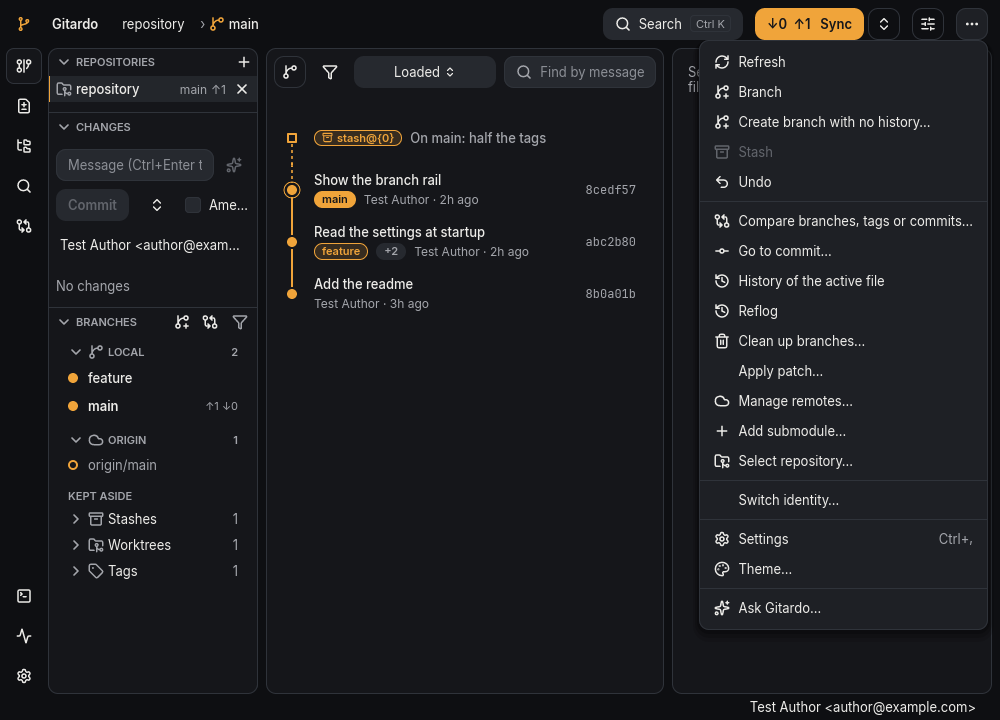 Gitardo repository › main
Search Ctrl K ↓0 ↑1 Sync
REPOSITORIES
repository main ↑1
CHANGES
Message (Ctrl+Enter t
Commit Ame...
Test Author <author@exam...
No changes
BRANCHES
LOCAL 2
feature
main ↑1 ↓0
ORIGIN 1
origin/main
KEPT ASIDE
Stashes 1
Worktrees 1
Tags 1
Loaded Find by message
stash@{0} On main: half the tags
Show the branch rail
main Test Author · 2h ago 8cedf57
Read the settings at startup
feature +2 Test Author · 2h ago abc2b80
Add the readme
Test Author · 3h ago 8b0a01b
Refresh
Branch
Create branch with no history...
Stash
Undo
Compare branches, tags or commits...
Go to commit...
History of the active file
Reflog
Clean up branches...
Apply patch...
Manage remotes...
Add submodule...
Select repository...
Switch identity...
Settings Ctrl+,
Theme...
Ask Gitardo...
Test Author <author@example.com>